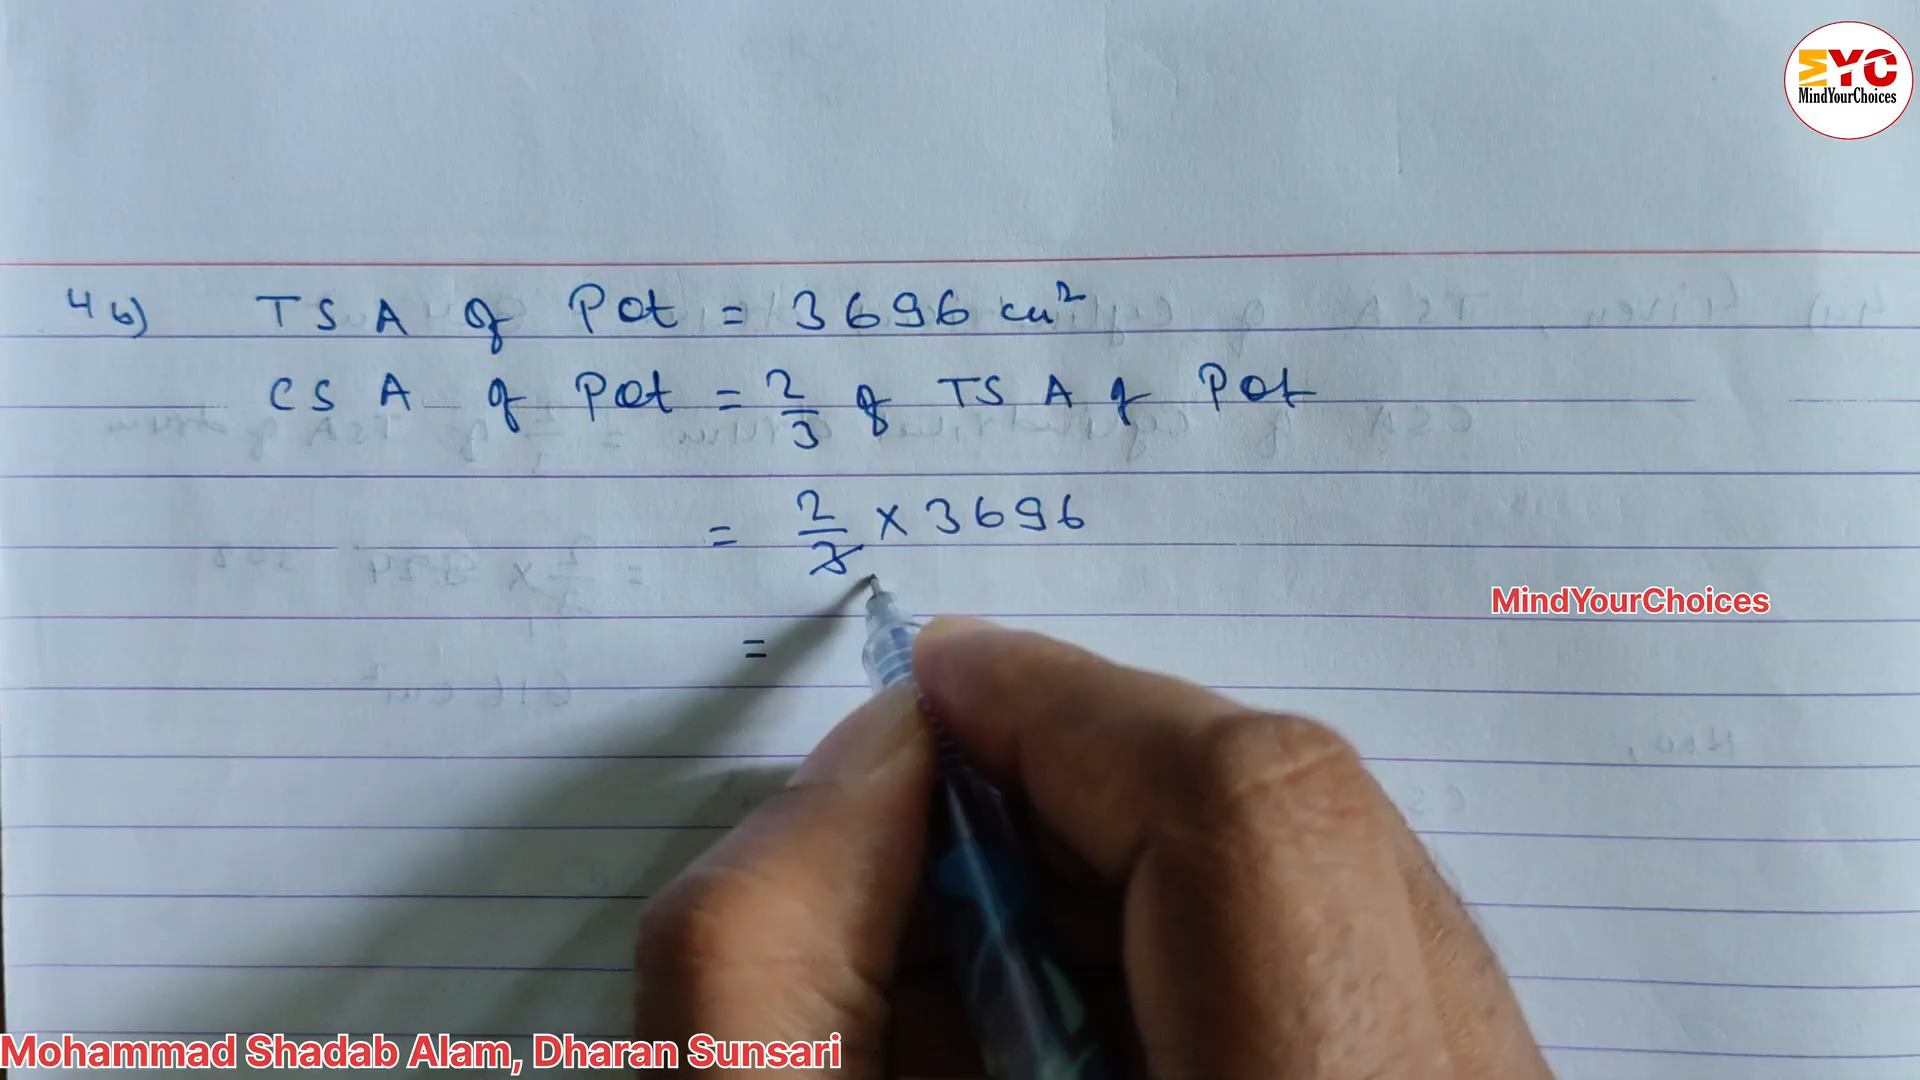 MYC
MindYourChoices
4 b) TSA of Pot = 3696 cm²
CSA of Pot = 2/3 of TSA of Pot
= 2/3 × 3696
MindYourChoices
=
Mohammad Shadab Alam, Dharan Sunsari